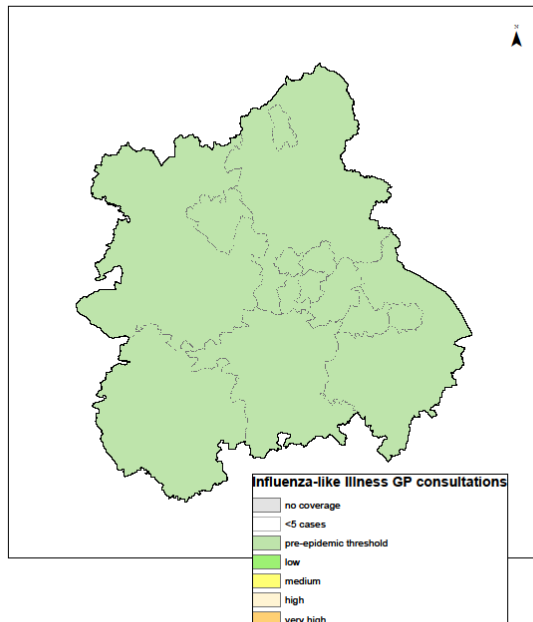 N
Influenza-like Illness GP consultations
no coverage
<5 cases
pre-epidemic threshold
low
medium
high
very high